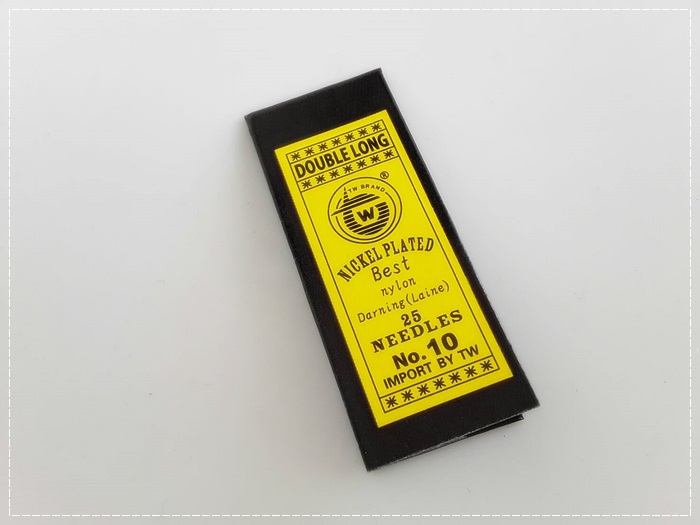 DOUBLE LONG
®
TW BRAND
W
NICKEL PLATED
Best
nylon
Darning(Laine)
25
NEEDLES
No. 10
IMPORT BY TW